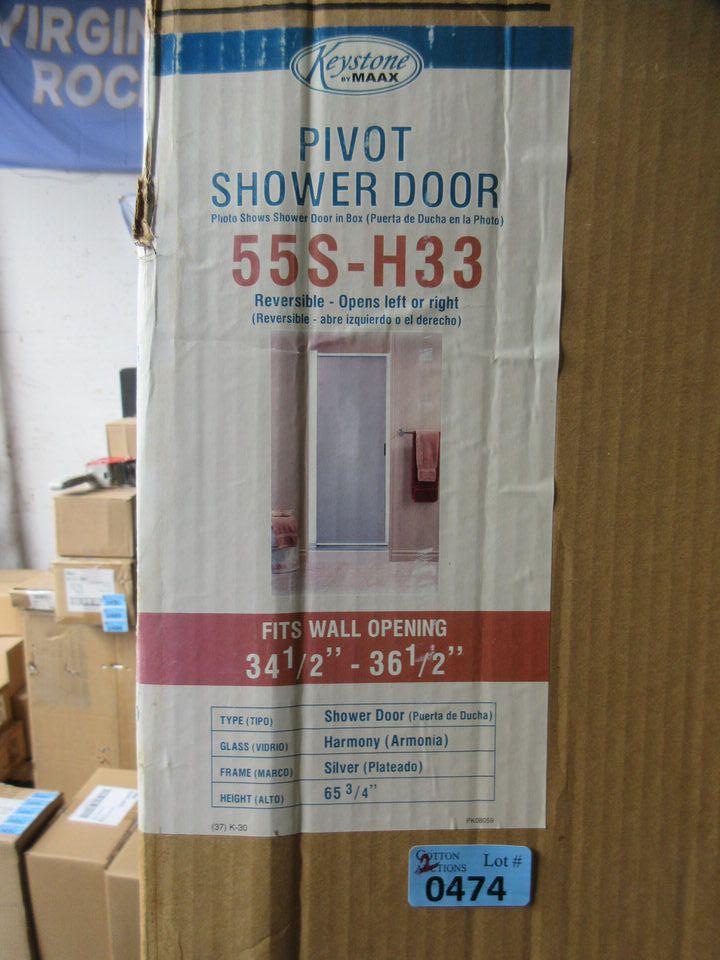 VIRGIN
ROC
Keystone
BY MAAX
PIVOT
SHOWER DOOR
Photo Shows Shower Door in Box (Puerta de Ducha en la Photo)
55S-H33
Reversible - Opens left or right
(Reversible - abre izquierdo o el derecho)
FITS WALL OPENING
34 1/2" - 36 1/2"
TYPE (TIPO) Shower Door (Puerta de Ducha)
GLASS (VIDRIO) Harmony (Armonia)
FRAME (MARCO) Silver (Plateado)
HEIGHT (ALTO) 65 3/4"
(37) K-30 PK08059
COTTON
AUCTIONS Lot #
2
0474